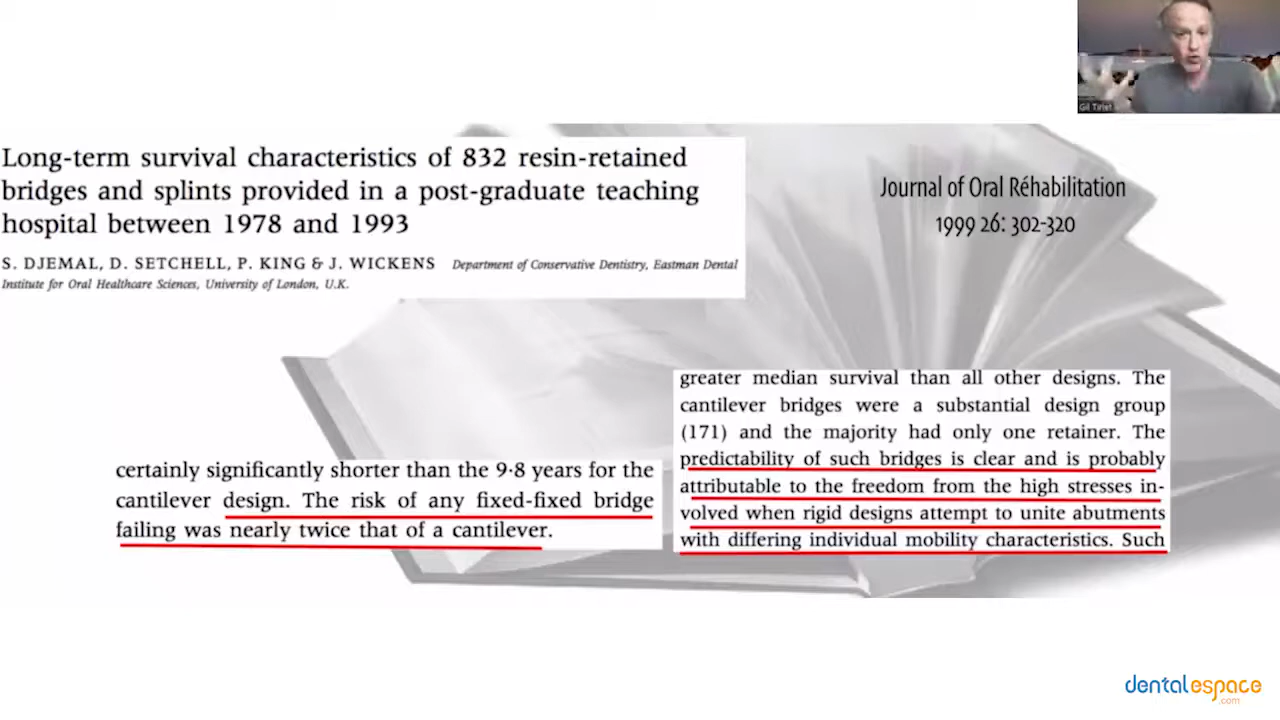 Gil Tirlet
Long-term survival characteristics of 832 resin-retained
bridges and splints provided in a post-graduate teaching
hospital between 1978 and 1993
S. DJEMAL, D. SETCHELL, P. KING & J. WICKENS Department of Conservative Dentistry, Eastman Dental
Institute for Oral Healthcare Sciences, University of London, U.K.
Journal of Oral Réhabilitation
1999 26: 302-320
certainly significantly shorter than the 9·8 years for the
cantilever design. The risk of any fixed-fixed bridge
failing was nearly twice that of a cantilever.
greater median survival than all other designs. The
cantilever bridges were a substantial design group
(171) and the majority had only one retainer. The
predictability of such bridges is clear and is probably
attributable to the freedom from the high stresses in-
volved when rigid designs attempt to unite abutments
with differing individual mobility characteristics. Such
dentalespace
.com